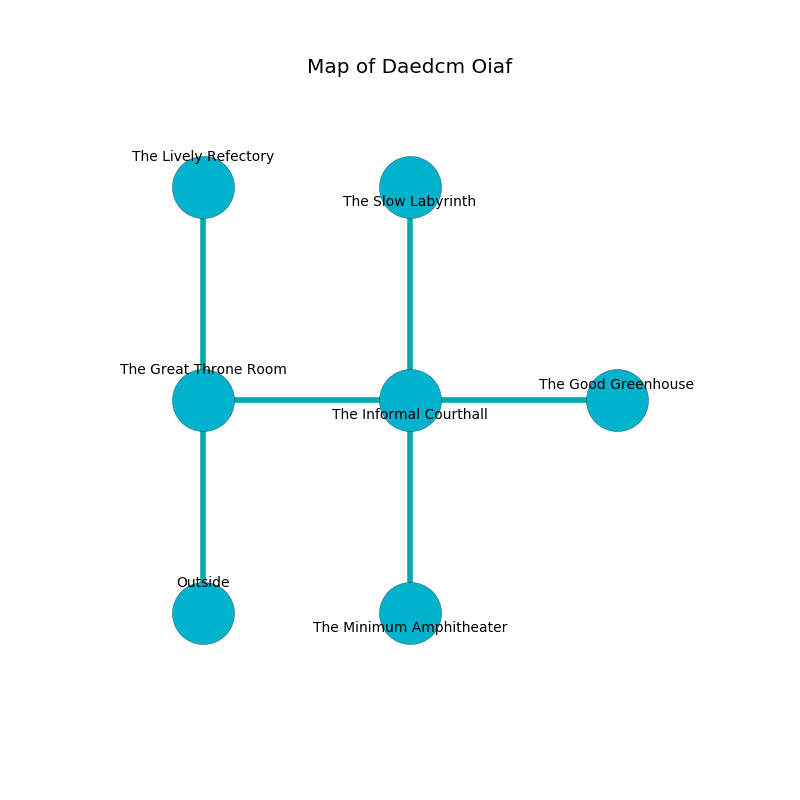 Map of Daedcm Oiaf
The Lively Refectory
The Slow Labyrinth
The Great Throne Room
The Good Greenhouse
The Informal Courthall
Outside
The Minimum Amphitheater